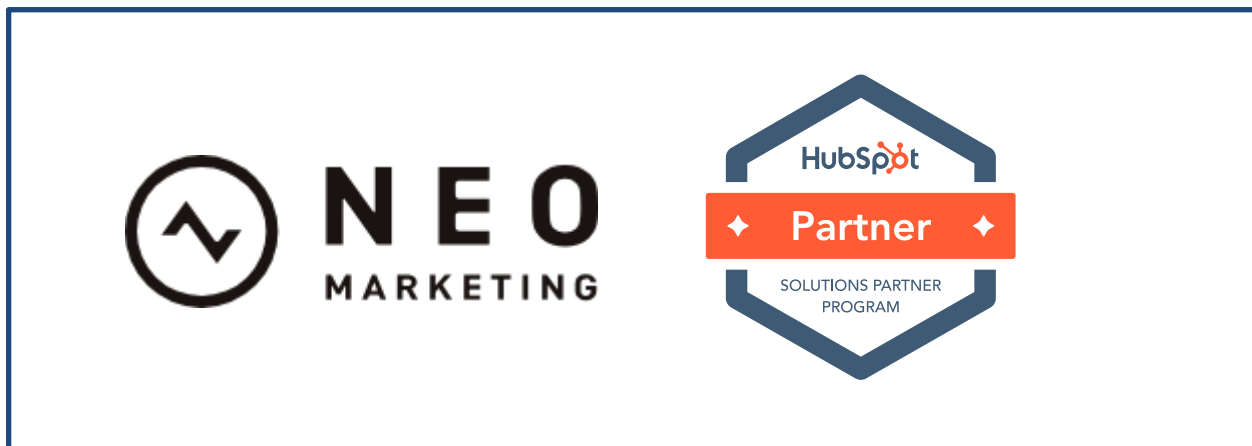 NEO
MARKETING
HubSpot
Partner
SOLUTIONS PARTNER
PROGRAM